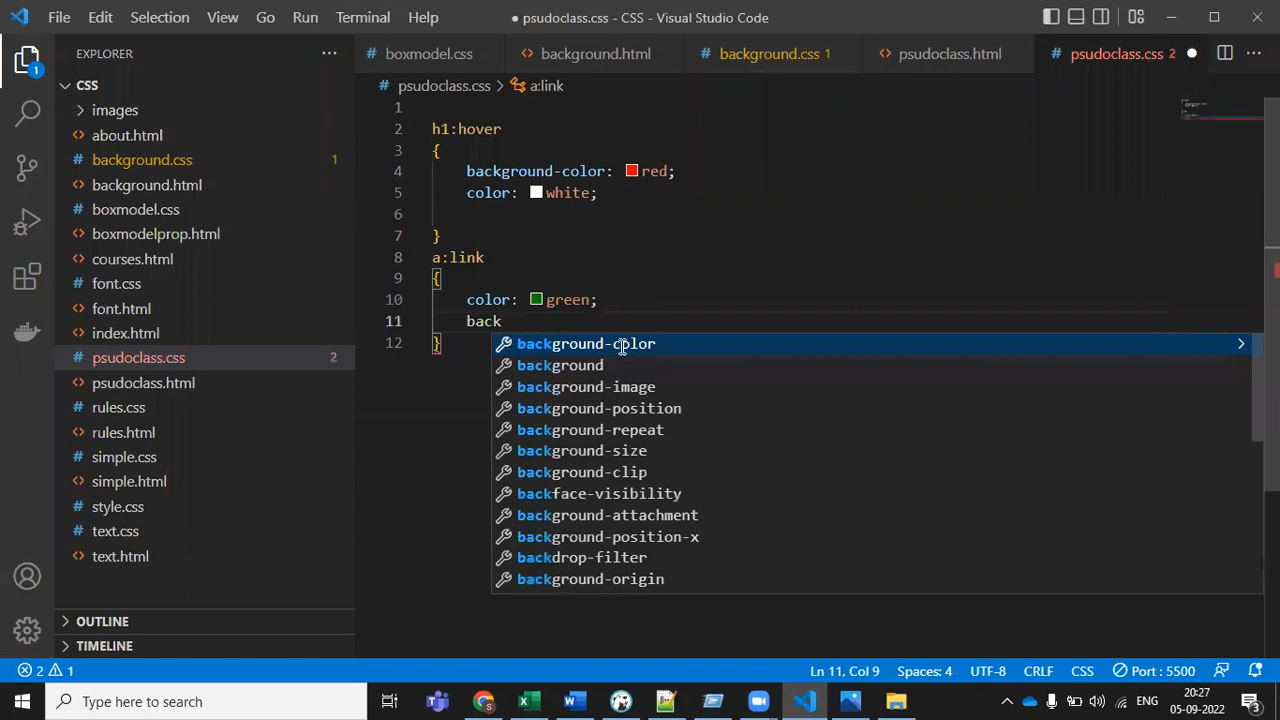 File Edit Selection View Go Run Terminal Help
● psudoclass.css - CSS - Visual Studio Code
EXPLORER ...
CSS
images
about.html
background.css 1
background.html
boxmodel.css
boxmodelprop.html
courses.html
font.css
font.html
index.html
psudoclass.css 2
psudoclass.html
rules.css
rules.html
simple.css
simple.html
style.css
text.css
text.html
OUTLINE
TIMELINE
1
# boxmodel.css <> background.html # background.css 1 <> psudoclass.html # psudoclass.css 2 ●
# psudoclass.css > a:link
1
2 h1:hover
3 {
4 background-color: red;
5 color: white;
6
7 }
8 a:link
9 {
10 color: green;
11 back
12 }
background-color
background
background-image
background-position
background-repeat
background-size
background-clip
backface-visibility
background-attachment
background-position-x
backdrop-filter
background-origin
2 1 Ln 11, Col 9 Spaces: 4 UTF-8 CRLF CSS Port : 5500
Type here to search
ENG
20:27
05-09-2022
3